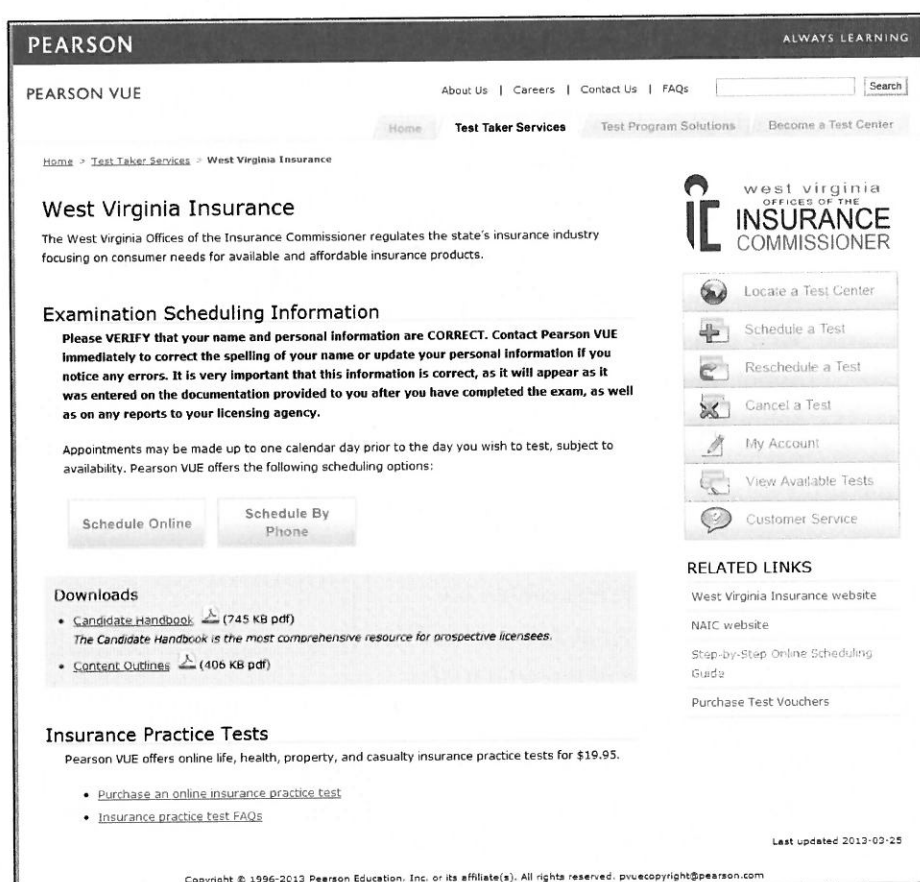 PEARSON
ALWAYS LEARNING
PEARSON VUE
About Us | Careers | Contact Us | FAQs
Search
Home
Test Taker Services
Test Program Solutions
Become a Test Center
Home > Test Taker Services > West Virginia Insurance
West Virginia Insurance
The West Virginia Offices of the Insurance Commissioner regulates the state's insurance industry
focusing on consumer needs for available and affordable insurance products.
Examination Scheduling Information
Please VERIFY that your name and personal information are CORRECT. Contact Pearson VUE
immediately to correct the spelling of your name or update your personal information if you
notice any errors. It is very important that this information is correct, as it will appear as it
was entered on the documentation provided to you after you have completed the exam, as well
as on any reports to your licensing agency.
Appointments may be made up to one calendar day prior to the day you wish to test, subject to
availability. Pearson VUE offers the following scheduling options:
Schedule Online
Schedule By
Phone
Downloads
• Candidate Handbook (745 KB pdf)
The Candidate Handbook is the most comprehensive resource for prospective licensees.
• Content Outlines (406 KB pdf)
Insurance Practice Tests
Pearson VUE offers online life, health, property, and casualty insurance practice tests for $19.95.
• Purchase an online insurance practice test
• Insurance practice test FAQs
west virginia
OFFICES OF THE
INSURANCE
COMMISSIONER
Locate a Test Center
Schedule a Test
Reschedule a Test
Cancel a Test
My Account
View Available Tests
Customer Service
RELATED LINKS
West Virginia Insurance website
NAIC website
Step-by-Step Online Scheduling
Guide
Purchase Test Vouchers
Last updated 2013-03-25
Copyright © 1996-2013 Pearson Education, Inc. or its affiliate(s). All rights reserved. pvuecopyright@pearson.com